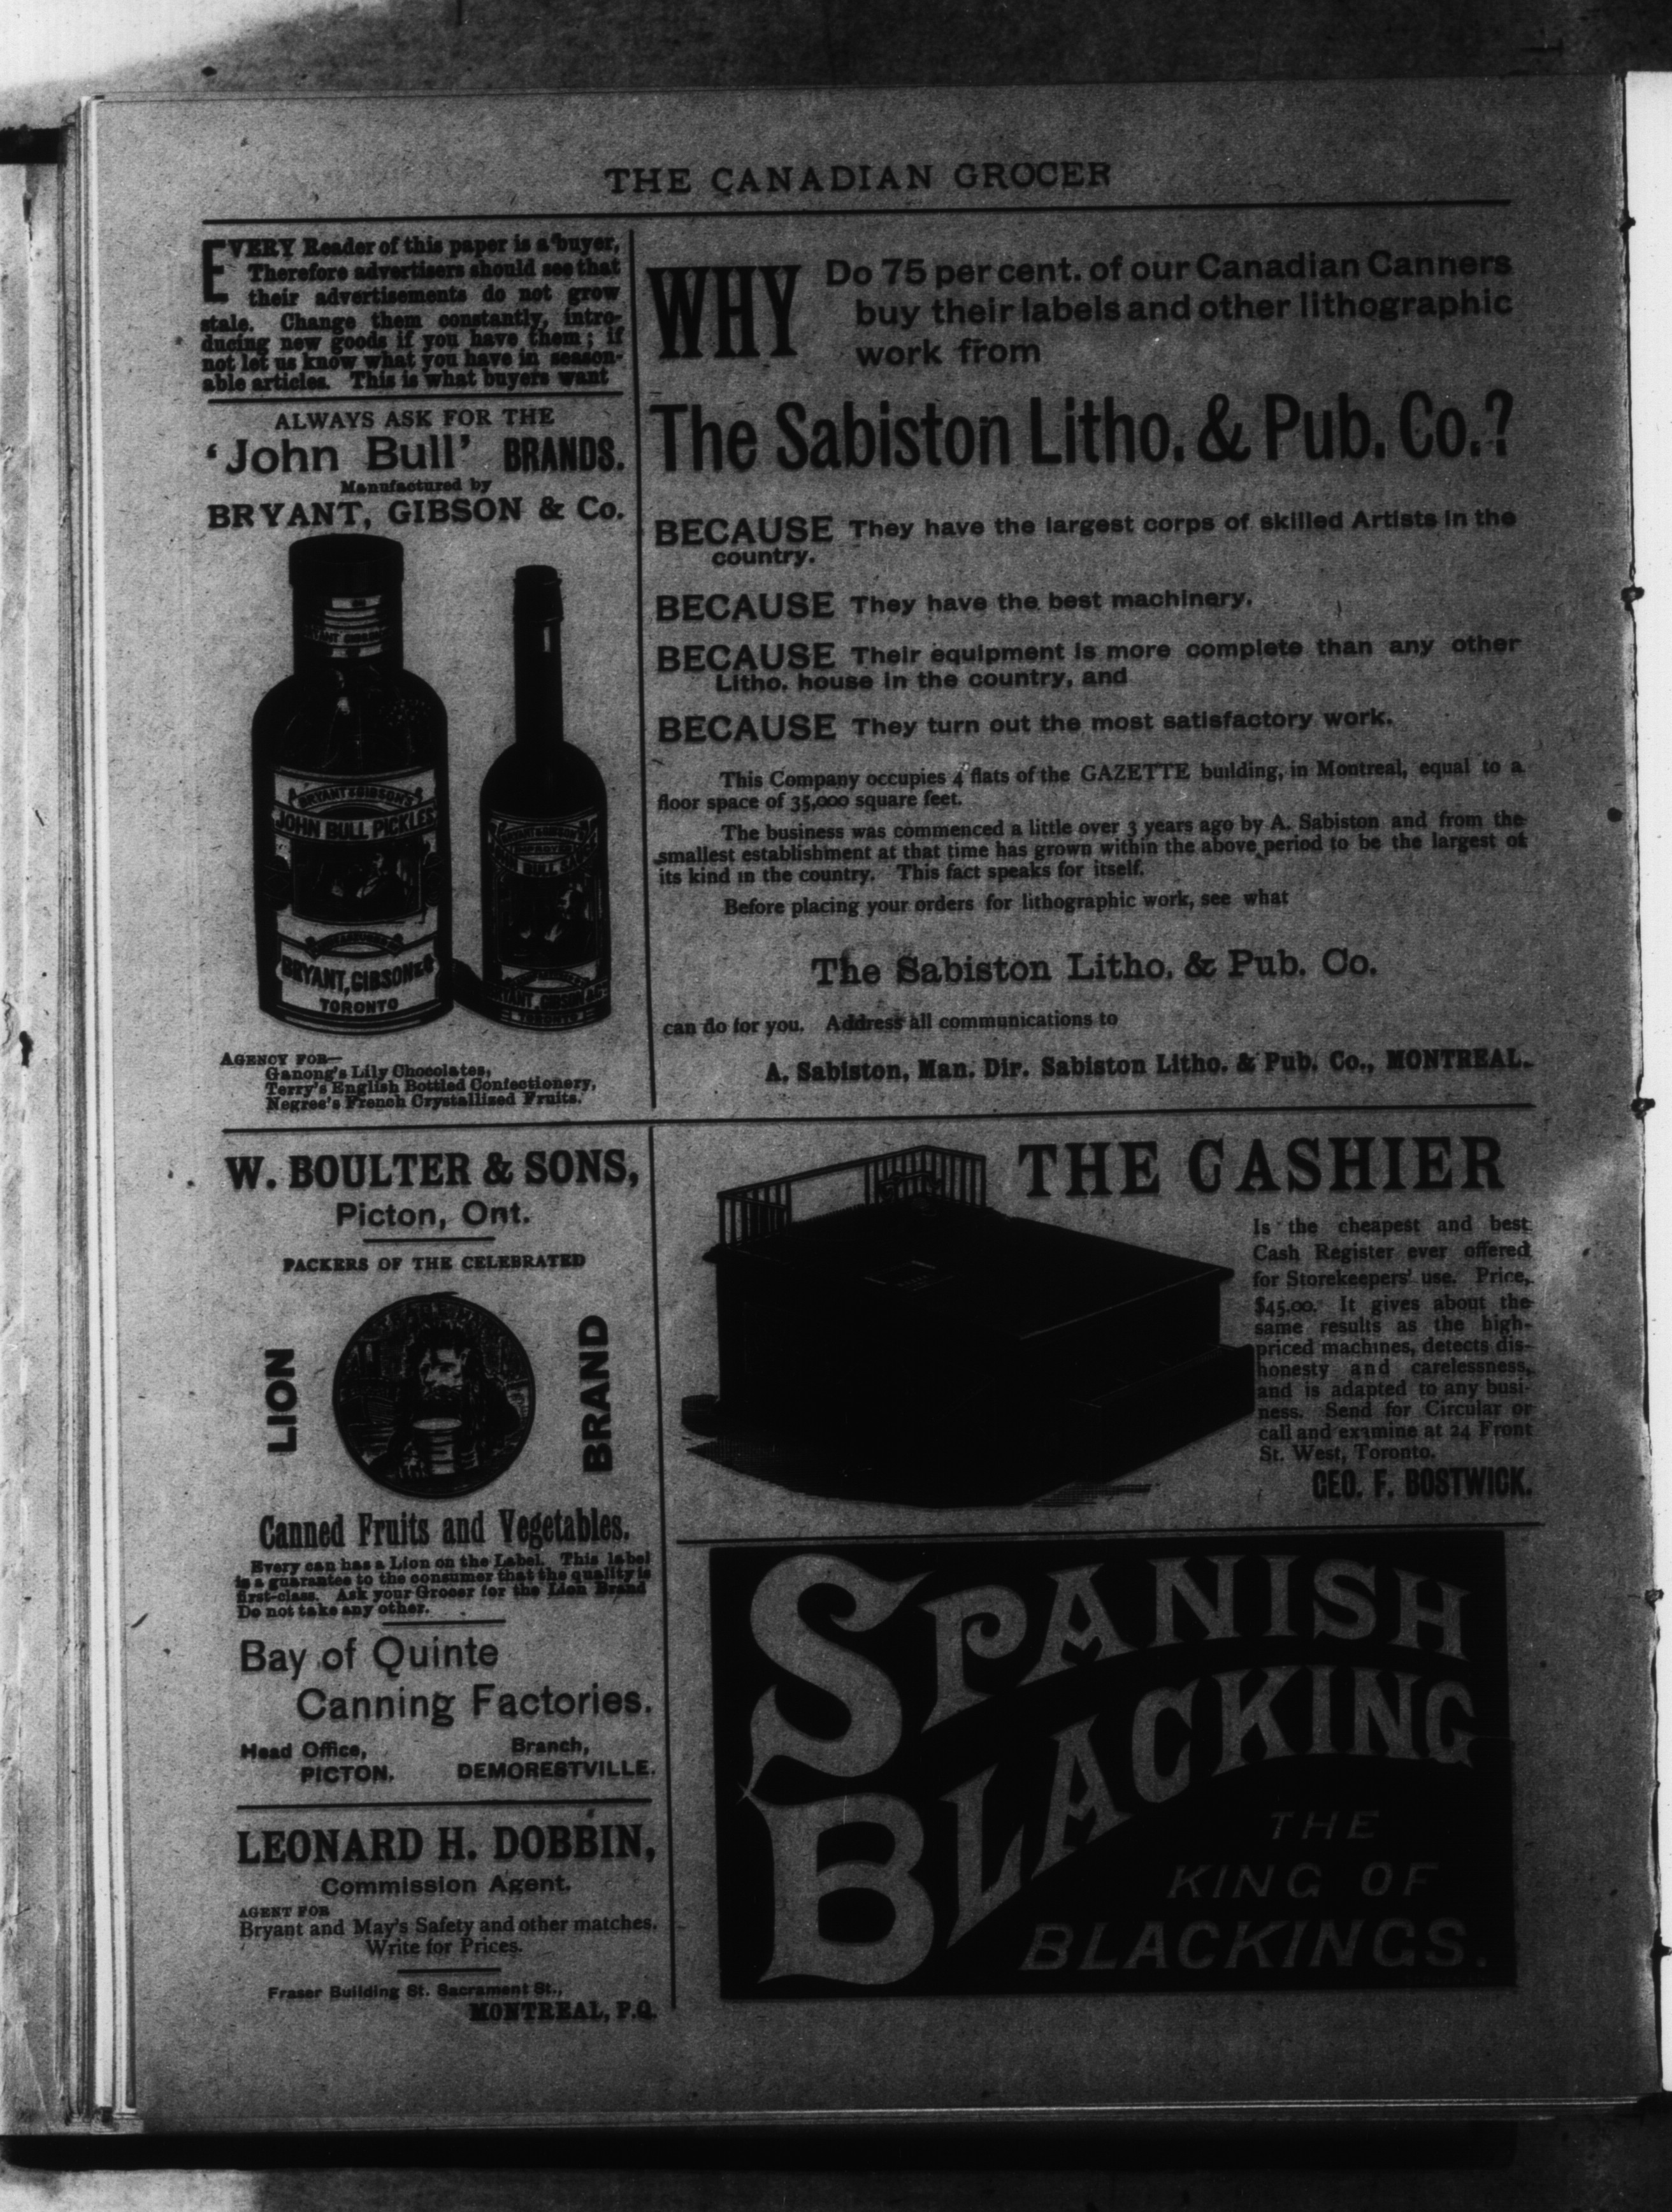 THE CANADIAN GROCER
EVERY Reader of this paper is a buyer,
Therefore advertisers should see that
their advertisements do not grow
stale. Change them constantly, intro-
ducing new goods if you have them; if
not let us know what you have in season-
able articles. This is what buyers want
ALWAYS ASK FOR THE
'John Bull' BRANDS.
Manufactured by
BRYANT, GIBSON & Co.
BRYANT & GIBSON'S
JOHN BULL PICKLES
BRYANT, GIBSON & Co
TORONTO
BRYANT & GIBSON'S
IMPROVED
BULL SAUCE
BRYANT, GIBSON & Co
TORONTO
AGENCY FOR—
Ganong's Lily Chocolates,
Terry's English Bottled Confectionery,
Negree's French Crystallized Fruits.
WHY Do 75 per cent. of our Canadian Canners
buy their labels and other lithographic
work from
The Sabiston Litho. & Pub. Co.?
BECAUSE They have the largest corps of skilled Artists in the
country.
BECAUSE They have the best machinery.
BECAUSE Their equipment is more complete than any other
Litho. house in the country, and
BECAUSE They turn out the most satisfactory work.
This Company occupies 4 flats of the GAZETTE building, in Montreal, equal to a
floor space of 35,000 square feet.
The business was commenced a little over 3 years ago by A. Sabiston and from the
smallest establishment at that time has grown within the above period to be the largest of
its kind in the country. This fact speaks for itself.
Before placing your orders for lithographic work, see what
The Sabiston Litho. & Pub. Co.
can do for you. Address all communications to
A. Sabiston, Man. Dir. Sabiston Litho. & Pub. Co., MONTREAL.
W. BOULTER & SONS,
Picton, Ont.
PACKERS OF THE CELEBRATED
LION
BRAND
Canned Fruits and Vegetables.
Every can has a Lion on the Label. This label
is a guarantee to the consumer that the quality is
first-class. Ask your Grocer for the Lion Brand
Do not take any other.
Bay of Quinte
Canning Factories.
Head Office, Branch,
PICTON. DEMORESTVILLE.
LEONARD H. DOBBIN,
Commission Agent.
AGENT FOR
Bryant and May's Safety and other matches.
Write for Prices.
Fraser Building St. Sacrament St.,
MONTREAL, P.Q.
THE CASHIER
Is the cheapest and best
Cash Register ever offered
for Storekeepers' use. Price,
$45.00. It gives about the
same results as the high-
priced machines, detects dis-
honesty and carelessness,
and is adapted to any busi-
ness. Send for Circular or
call and examine at 24 Front
St. West, Toronto.
GEO. F. BOSTWICK.
SPANISH
BLACKING
THE
KING OF
BLACKINGS.